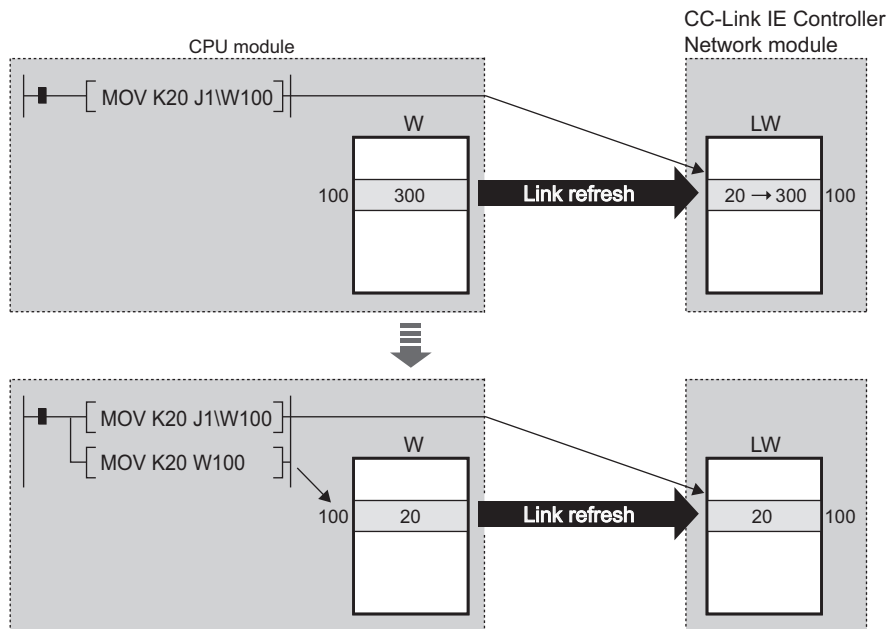 CC-Link IE Controller
Network module
CPU module
MOV K20 J1\W100
W
LW
100
300
Link refresh
20 → 300
100
MOV K20 J1\W100
MOV K20 W100
W
LW
100
20
Link refresh
20
100